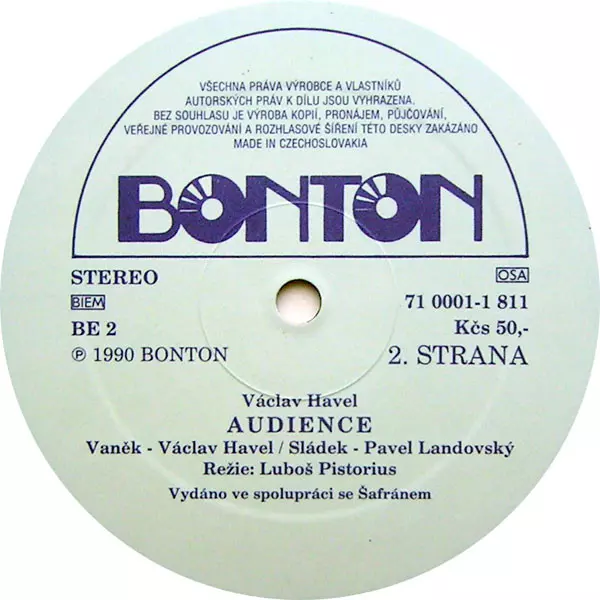 VŠECHNA PRÁVA VÝROBCE A VLASTNÍKŮ
AUTORSKÝCH PRÁV K DÍLU JSOU VYHRAZENA.
BEZ SOUHLASU JE VÝROBA KOPIÍ, PRONÁJEM, PŮJČOVÁNÍ,
VEŘEJNÉ PROVOZOVÁNÍ A ROZHLASOVÉ ŠÍŘENÍ TÉTO DESKY ZAKÁZÁNO
MADE IN CZECHOSLOVAKIA
BONTON
STEREO OSA
BIEM 71 0001-1 811
BE 2 Kčs 50,-
℗ 1990 BONTON 2. STRANA
Václav Havel
AUDIENCE
Vaněk - Václav Havel / Sládek - Pavel Landovský
Režie: Luboš Pistorius
Vydáno ve spolupráci se Šafránem